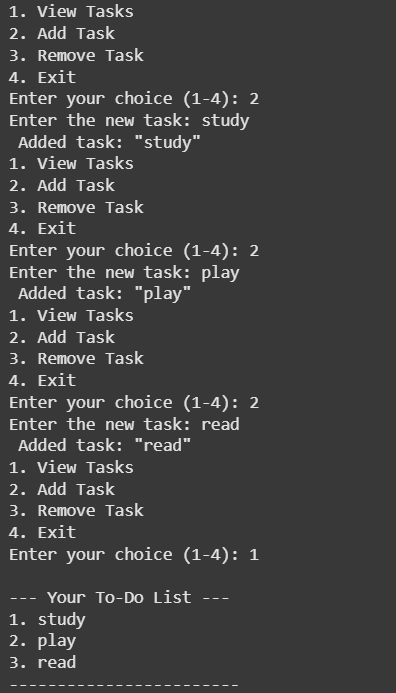 1. View Tasks
2. Add Task
3. Remove Task
4. Exit
Enter your choice (1-4): 2
Enter the new task: study
 Added task: "study"
1. View Tasks
2. Add Task
3. Remove Task
4. Exit
Enter your choice (1-4): 2
Enter the new task: play
 Added task: "play"
1. View Tasks
2. Add Task
3. Remove Task
4. Exit
Enter your choice (1-4): 2
Enter the new task: read
 Added task: "read"
1. View Tasks
2. Add Task
3. Remove Task
4. Exit
Enter your choice (1-4): 1

--- Your To-Do List ---
1. study
2. play
3. read
------------------------